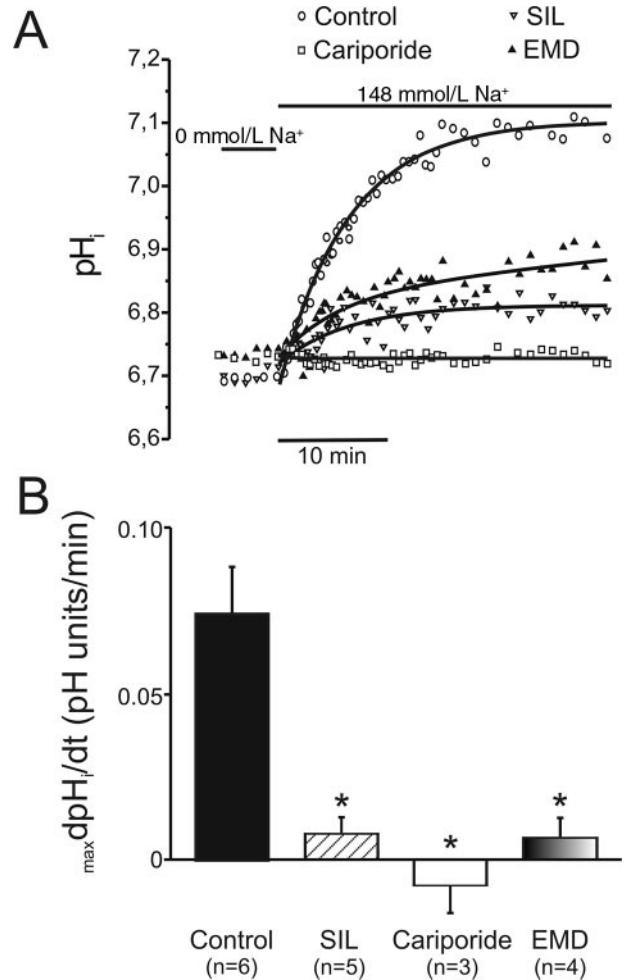 A
Control SIL
Cariporide EMD
7,2
148 mmol/L Na⁺
0 mmol/L Na⁺
7,1
7,0
6,9
6,8
6,7
6,6
pHᵢ
10 min
B
0.10
0.05
0
max dpHᵢ/dt (pH units/min)
* * *
Control SIL Cariporide EMD
(n=6) (n=5) (n=3) (n=4)